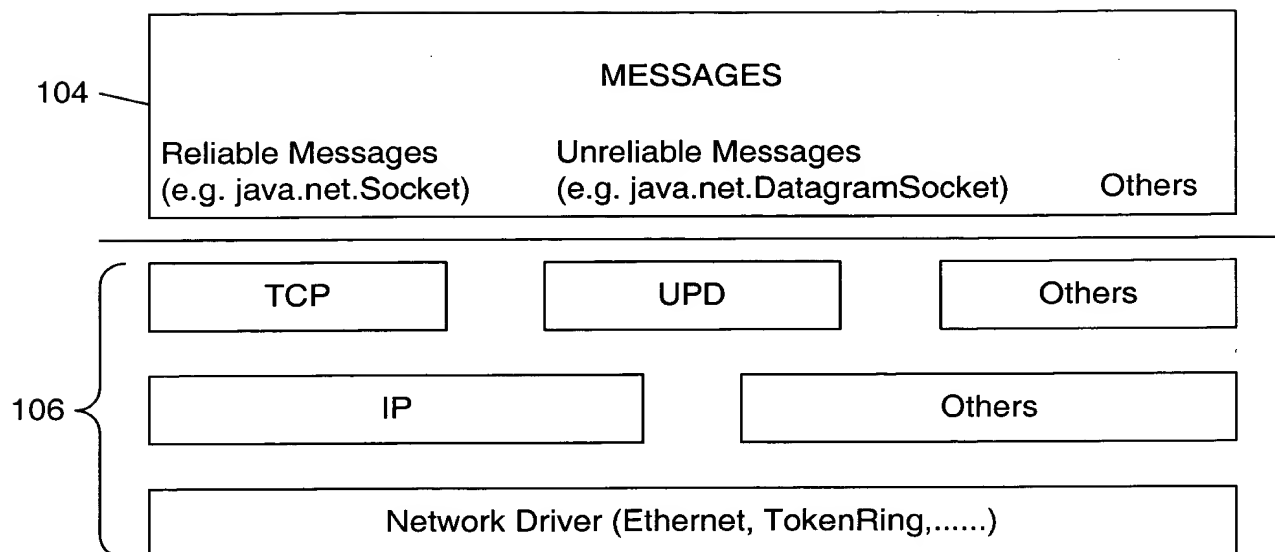 MESSAGES
104
Reliable Messages
(e.g. java.net.Socket)
Unreliable Messages
(e.g. java.net.DatagramSocket)
Others
TCP
UPD
Others
106
IP
Others
Network Driver (Ethernet, TokenRing,......)